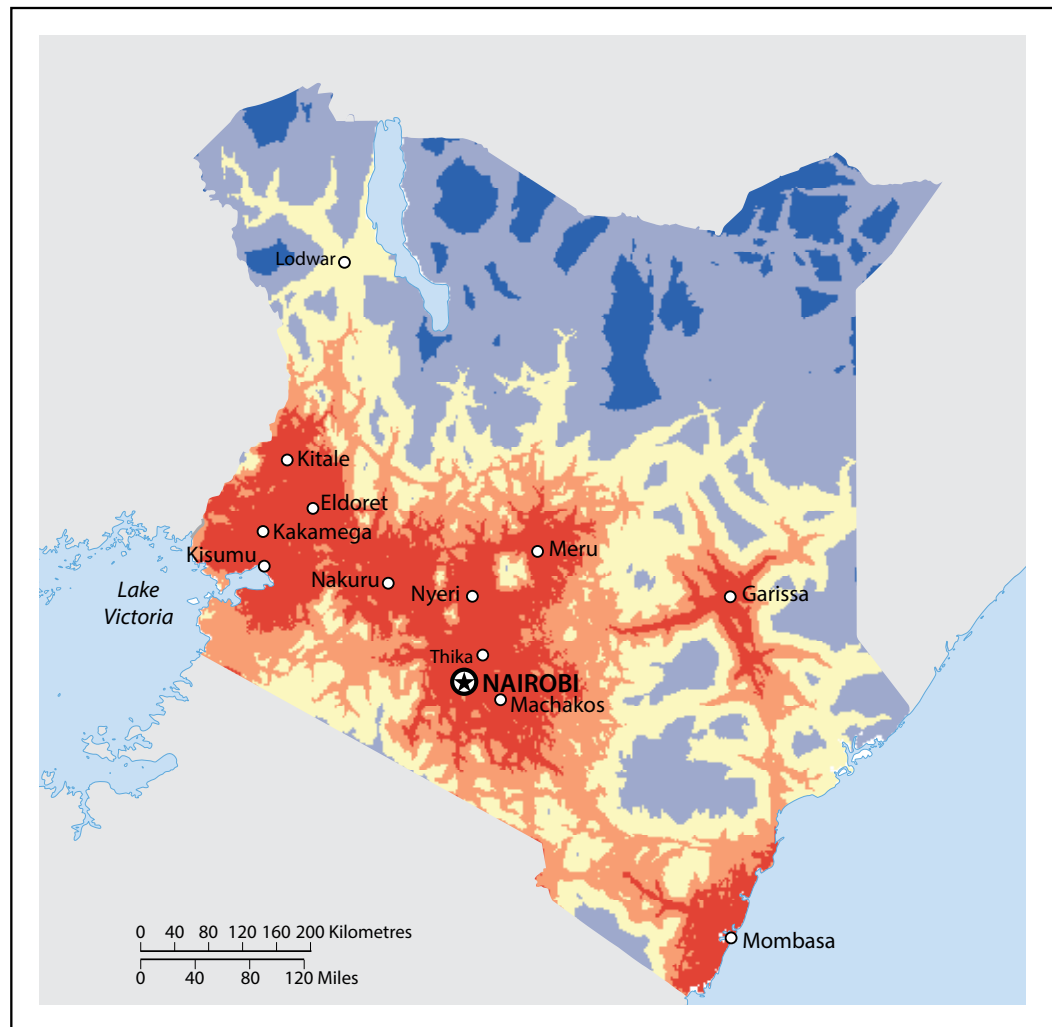 Lodwar
Kitale
Eldoret
Kakamega
Kisumu
Meru
Lake
Victoria
Nakuru
Nyeri
Garissa
Thika
NAIROBI
Machakos
0 40 80 120 160 200 Kilometres
0 40 80 120 Miles
Mombasa